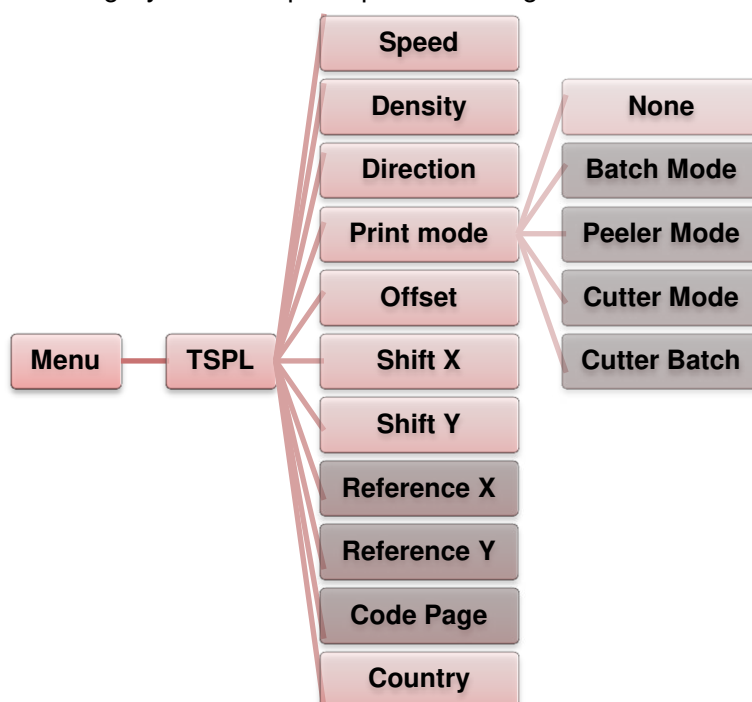 Speed
Density
None
Direction
Batch Mode
Print mode
Peeler Mode
Offset
Cutter Mode
Menu
TSPL
Shift X
Cutter Batch
Shift Y
Reference X
Reference Y
Code Page
Country